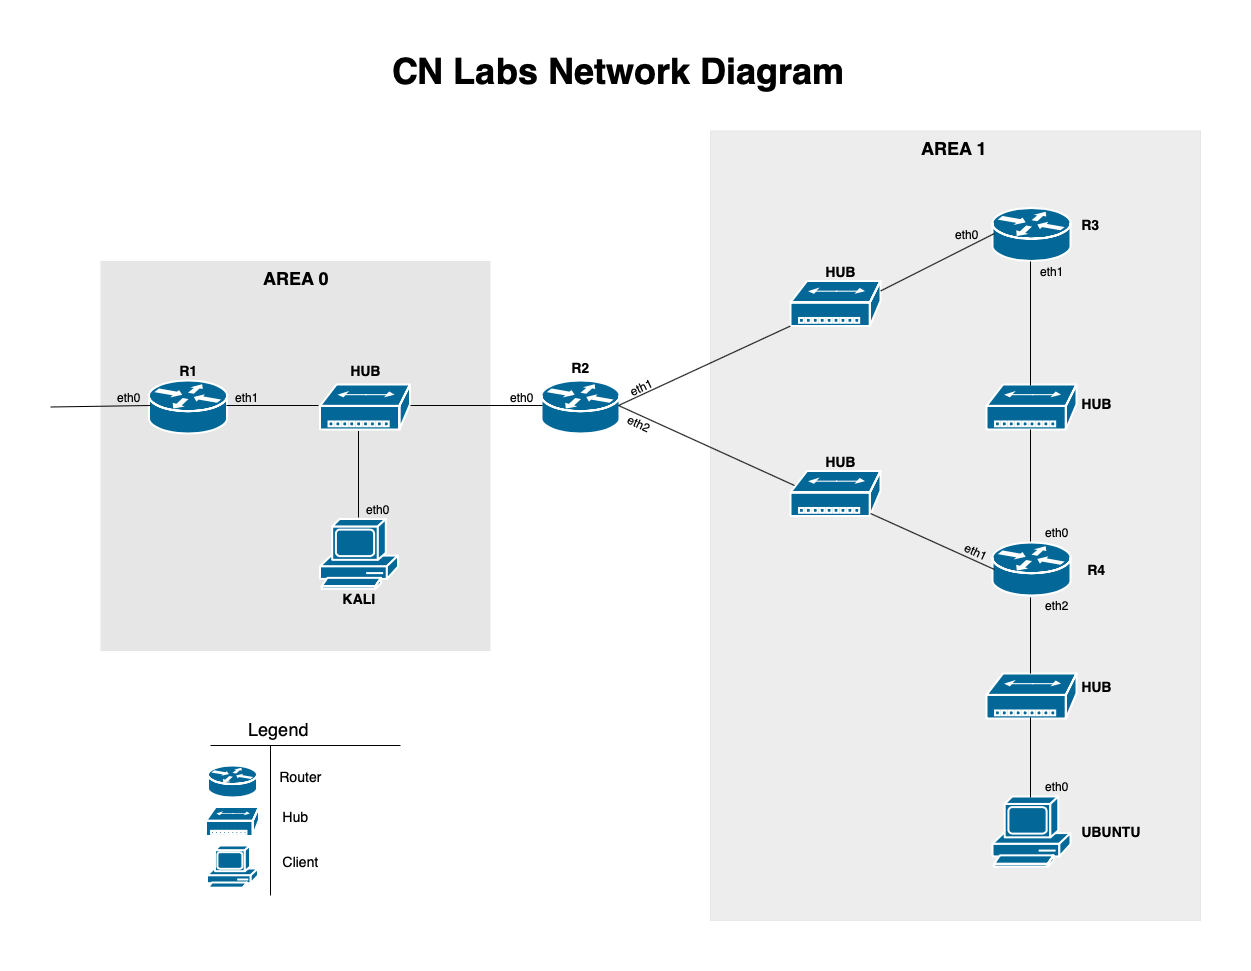 CN Labs Network Diagram
AREA 1
R3
eth0
eth1
HUB
AREA 0
R1
HUB
R2
eth0
eth1
eth0
eth1
eth2
HUB
HUB
eth0
KALI
eth0
eth1
R4
eth2
HUB
eth0
UBUNTU
Legend
Router
Hub
Client